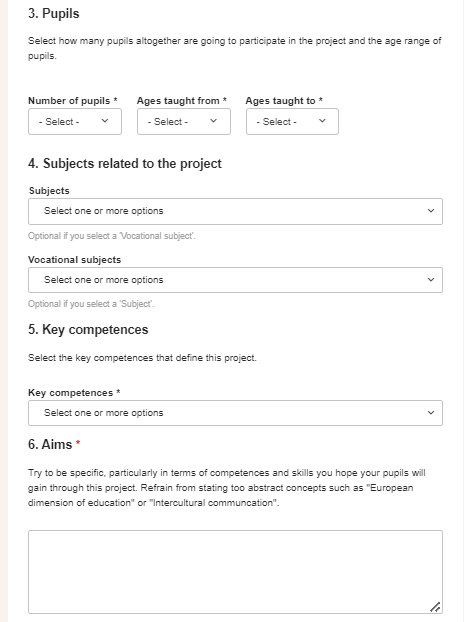 3. Pupils
Select how many pupils altogether are going to participate in the project and the age range of
pupils.
Number of pupils * Ages taught from * Ages taught to *
- Select - - Select - - Select -
4. Subjects related to the project
Subjects
Select one or more options
Optional if you select a 'Vocational subject'.
Vocational subjects
Select one or more options
Optional if you select a 'Subject'.
5. Key competences
Select the key competences that define this project.
Key competences *
Select one or more options
6. Aims *
Try to be specific, particularly in terms of competences and skills you hope your pupils will
gain through this project. Refrain from stating too abstract concepts such as "European
dimension of education" or "Intercultural communcation".